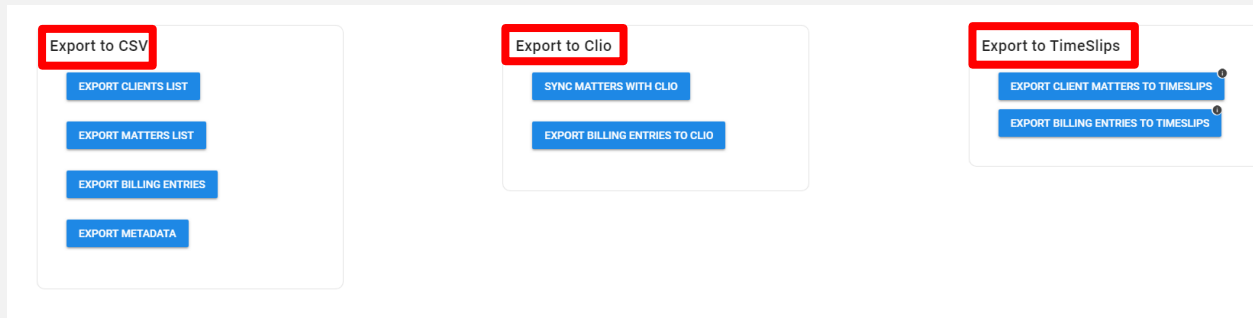 Export to CSV
EXPORT CLIENTS LIST
EXPORT MATTERS LIST
EXPORT BILLING ENTRIES
EXPORT METADATA
Export to Clio
SYNC MATTERS WITH CLIO
EXPORT BILLING ENTRIES TO CLIO
Export to TimeSlips
EXPORT CLIENT MATTERS TO TIMESLIPS
EXPORT BILLING ENTRIES TO TIMESLIPS